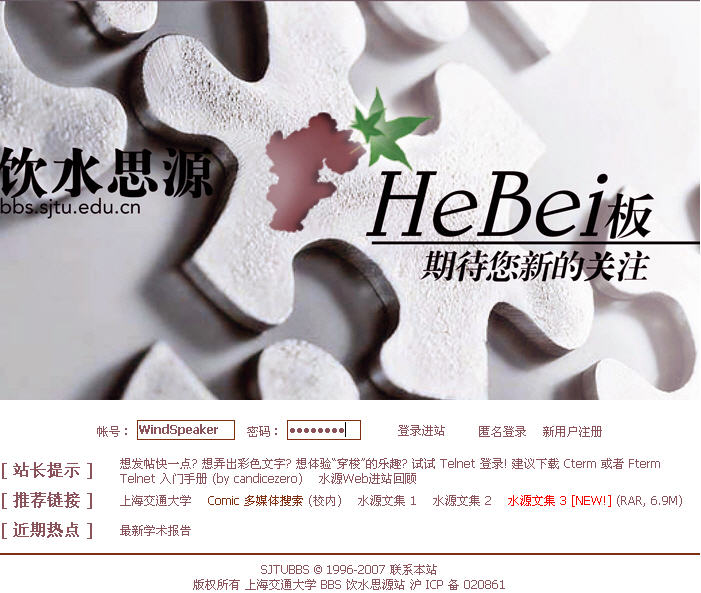 饮水思源
bbs.sjtu.edu.cn
HeBei板
期待您新的关注
帐号： WindSpeaker 密码： •••••••• 登录进站 匿名登录 新用户注册
[ 站长提示 ] 想发帖快一点? 想弄出彩色文字? 想体验“穿梭”的乐趣? 试试 Telnet 登录! 建议下载 Cterm 或者 Fterm
Telnet 入门手册 (by candicezero) 水源Web进站回顾
[ 推荐链接 ] 上海交通大学 Comic 多媒体搜索 (校内) 水源文集 1 水源文集 2 水源文集 3 [NEW!] (RAR, 6.9M)
[ 近期热点 ] 最新学术报告
SJTUBBS © 1996-2007 联系本站
版权所有 上海交通大学 BBS 饮水思源站 沪 ICP 备 020861